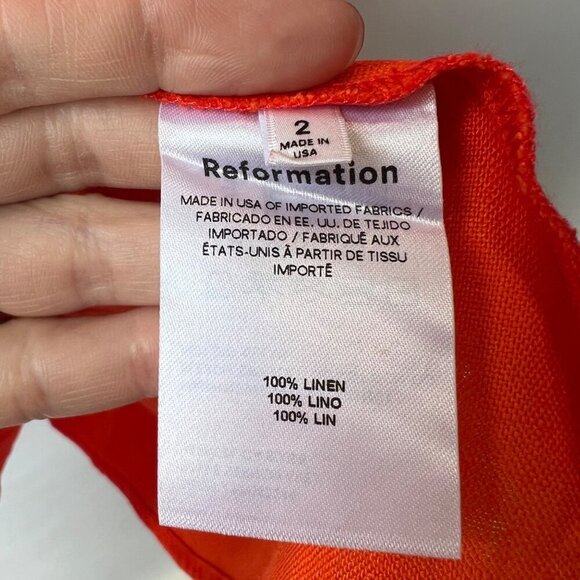 2
MADE IN
USA
Reformation
MADE IN USA OF IMPORTED FABRICS /
FABRICADO EN EE. UU. DE TEJIDO
IMPORTADO / FABRIQUÉ AUX
ÉTATS-UNIS À PARTIR DE TISSU
IMPORTÉ
100% LINEN
100% LINO
100% LIN